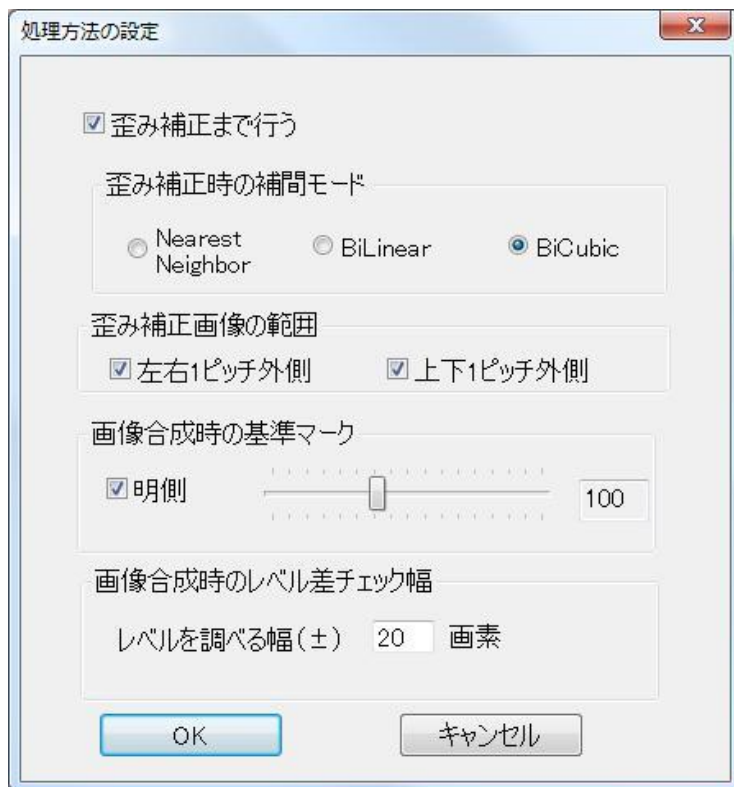 処理方法の設定
歪み補正まで行う
歪み補正時の補間モード
Nearest
Neighbor
BiLinear
BiCubic
歪み補正画像の範囲
左右1ピッチ外側
上下1ピッチ外側
画像合成時の基準マーク
明側
100
画像合成時のレベル差チェック幅
レベルを調べる幅(±) 20 画素
OK
キャンセル